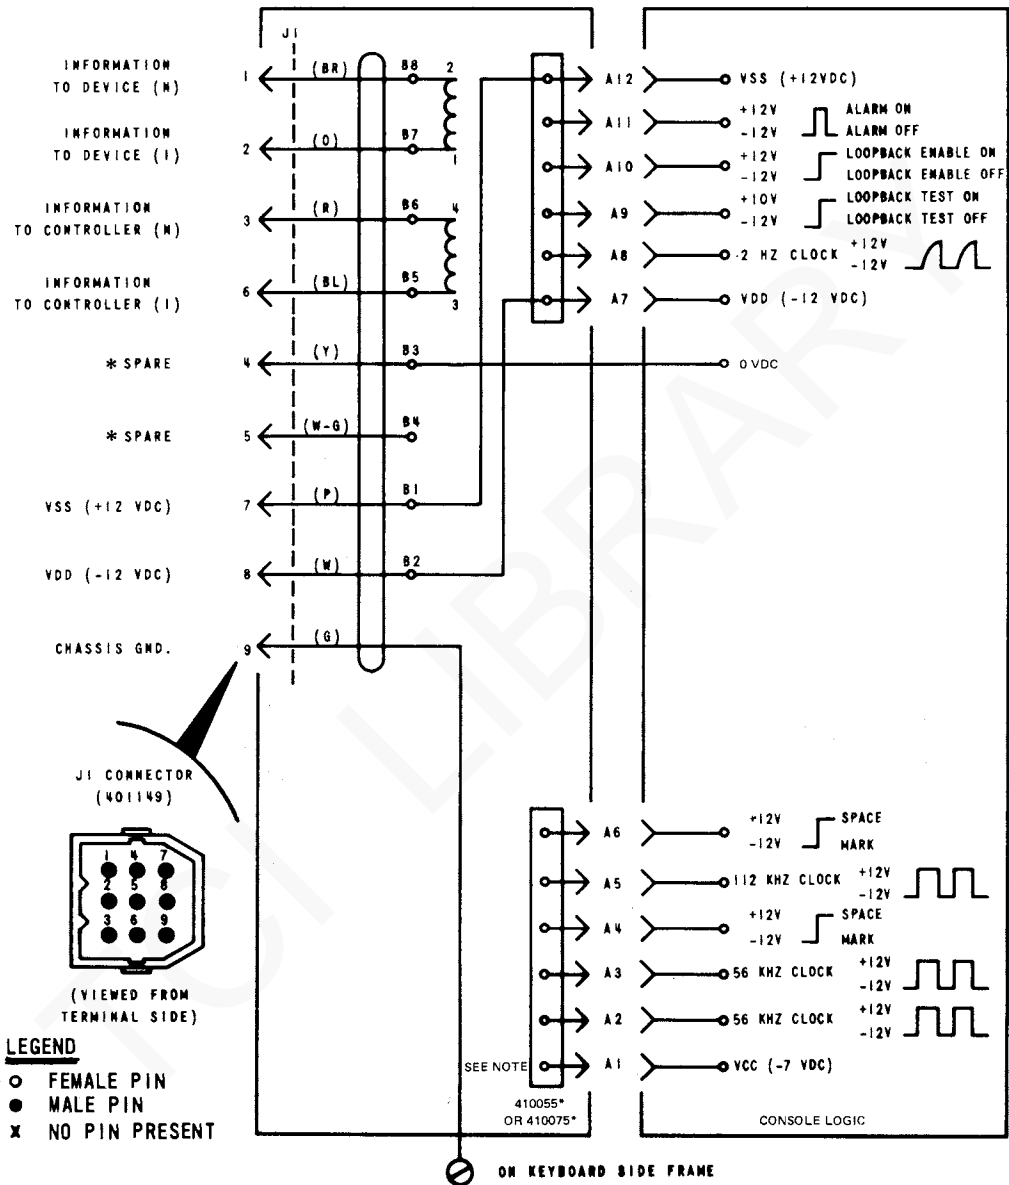 J1
INFORMATION
TO DEVICE (N)
1
(BR)
B8
2
INFORMATION
TO DEVICE (I)
2
(O)
B7
1
INFORMATION
TO CONTROLLER (N)
3
(R)
B6
4
INFORMATION
TO CONTROLLER (I)
6
(BL)
B5
3
* SPARE
4
(Y)
B3
* SPARE
5
(W-G)
B4
VSS (+12 VDC)
7
(P)
B1
VDD (-12 VDC)
8
(W)
B2
CHASSIS GND.
9
(G)
A12
VSS (+12VDC)
A11
+12V
-12V
ALARM ON
ALARM OFF
A10
+12V
-12V
LOOPBACK ENABLE ON
LOOPBACK ENABLE OFF
A9
+10V
-12V
LOOPBACK TEST ON
LOOPBACK TEST OFF
A8
2 HZ CLOCK
+12V
-12V
A7
VDD (-12 VDC)
0 VDC
J1 CONNECTOR
(401149)
1 4 7
2 5 8
3 6 9
(VIEWED FROM
TERMINAL SIDE)
LEGEND
FEMALE PIN
MALE PIN
X NO PIN PRESENT
A6
+12V
-12V
SPACE
MARK
A5
112 KHZ CLOCK
+12V
-12V
A4
+12V
-12V
SPACE
MARK
A3
56 KHZ CLOCK
+12V
-12V
A2
56 KHZ CLOCK
+12V
-12V
SEE NOTE
A1
VCC (-7 VDC)
410055*
OR 410075*
CONSOLE LOGIC
ON KEYBOARD SIDE FRAME
TCI LIBRARY